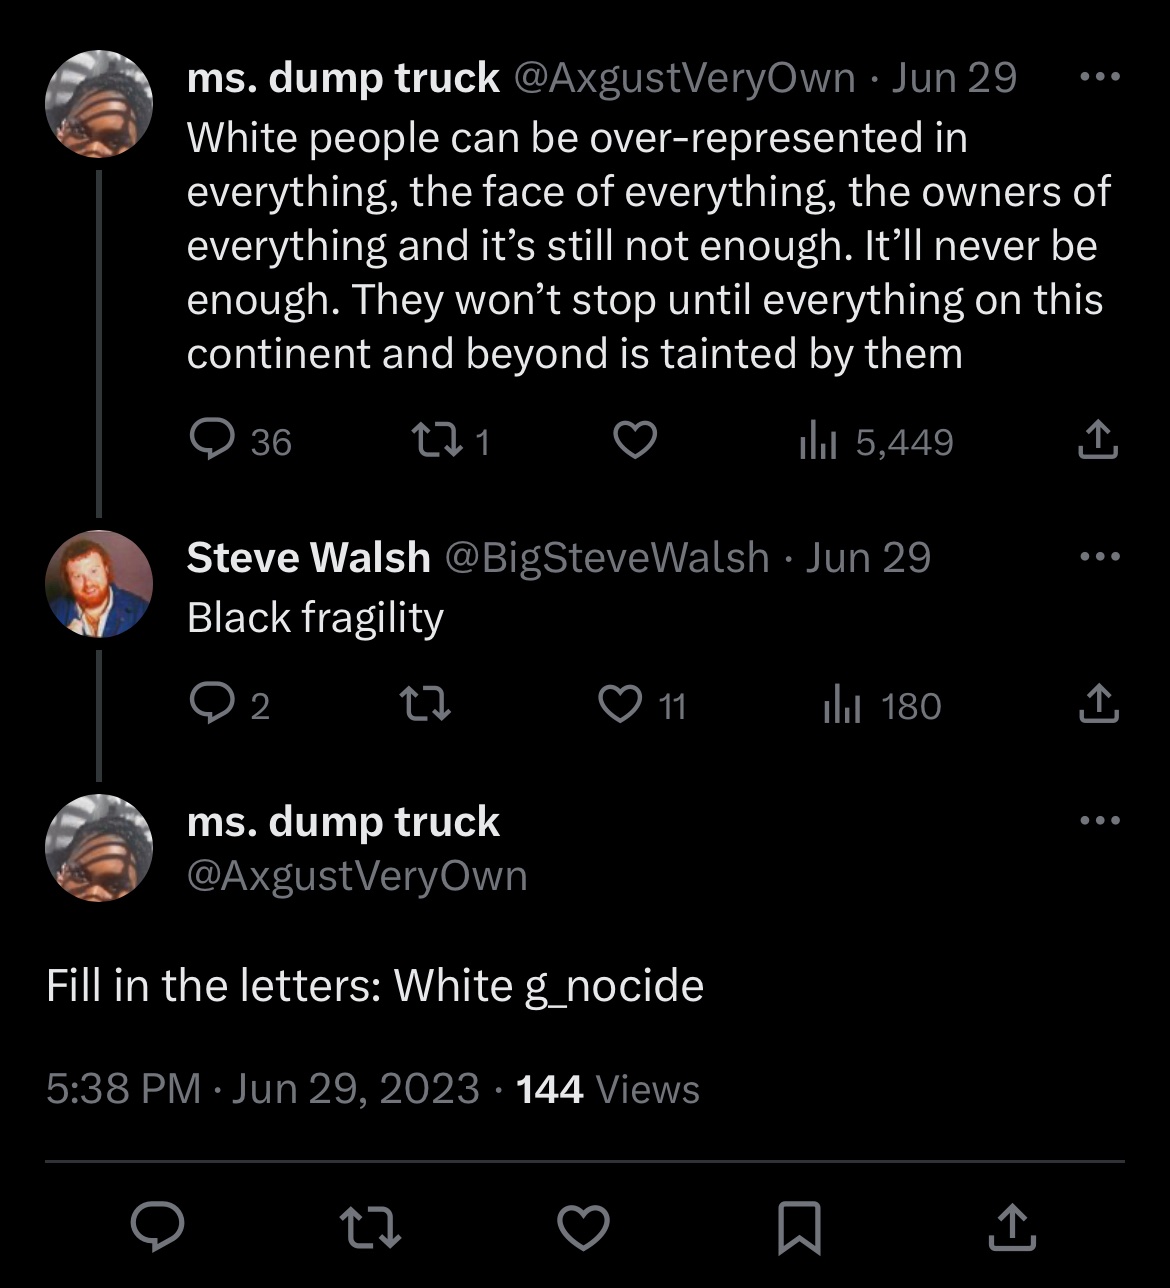 ms. dump truck @AxgustVeryOwn · Jun 29
White people can be over-represented in
everything, the face of everything, the owners of
everything and it’s still not enough. It’ll never be
enough. They won’t stop until everything on this
continent and beyond is tainted by them
36 1 5,449
Steve Walsh @BigSteveWalsh · Jun 29
Black fragility
2 11 180
ms. dump truck
@AxgustVeryOwn
Fill in the letters: White g_nocide
5:38 PM · Jun 29, 2023 · 144 Views